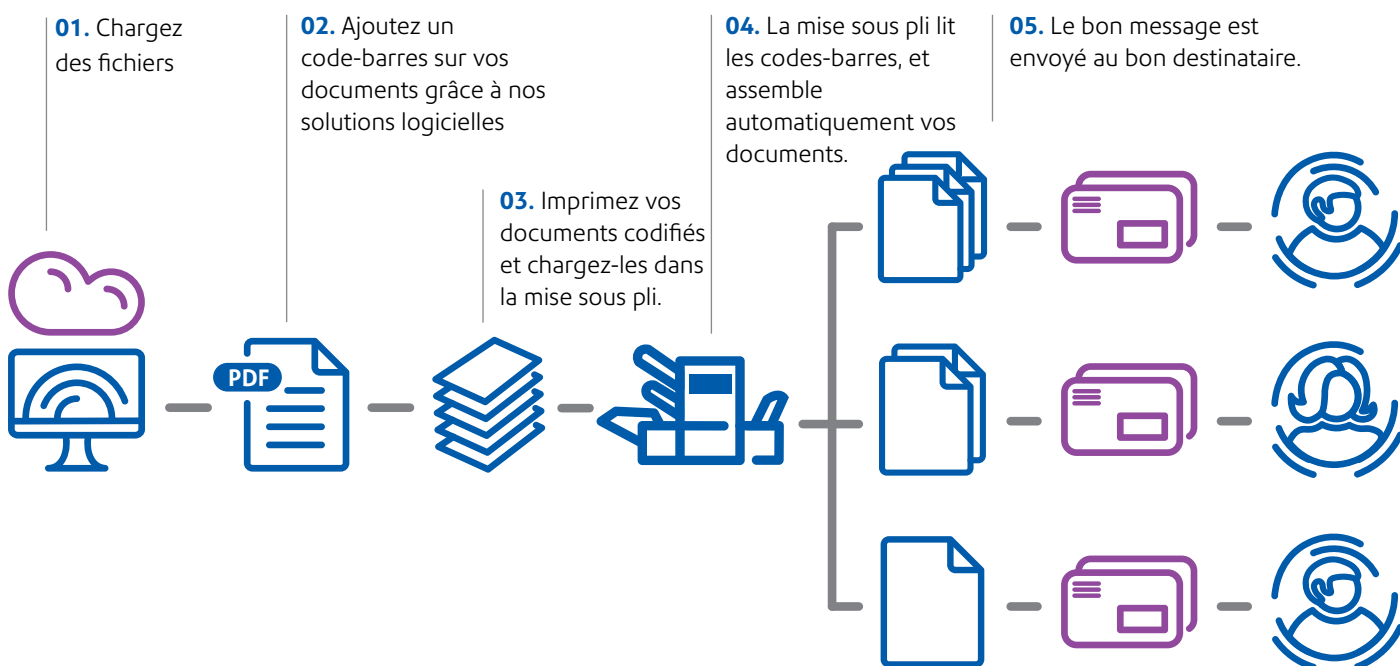 01. Chargez
des fichiers
02. Ajoutez un
code-barres sur vos
documents grâce à nos
solutions logicielles
03. Imprimez vos
documents codifiés
et chargez-les dans
la mise sous pli.
04. La mise sous pli lit
les codes-barres, et
assemble
automatiquement vos
documents.
05. Le bon message est
envoyé au bon destinataire.
PDF